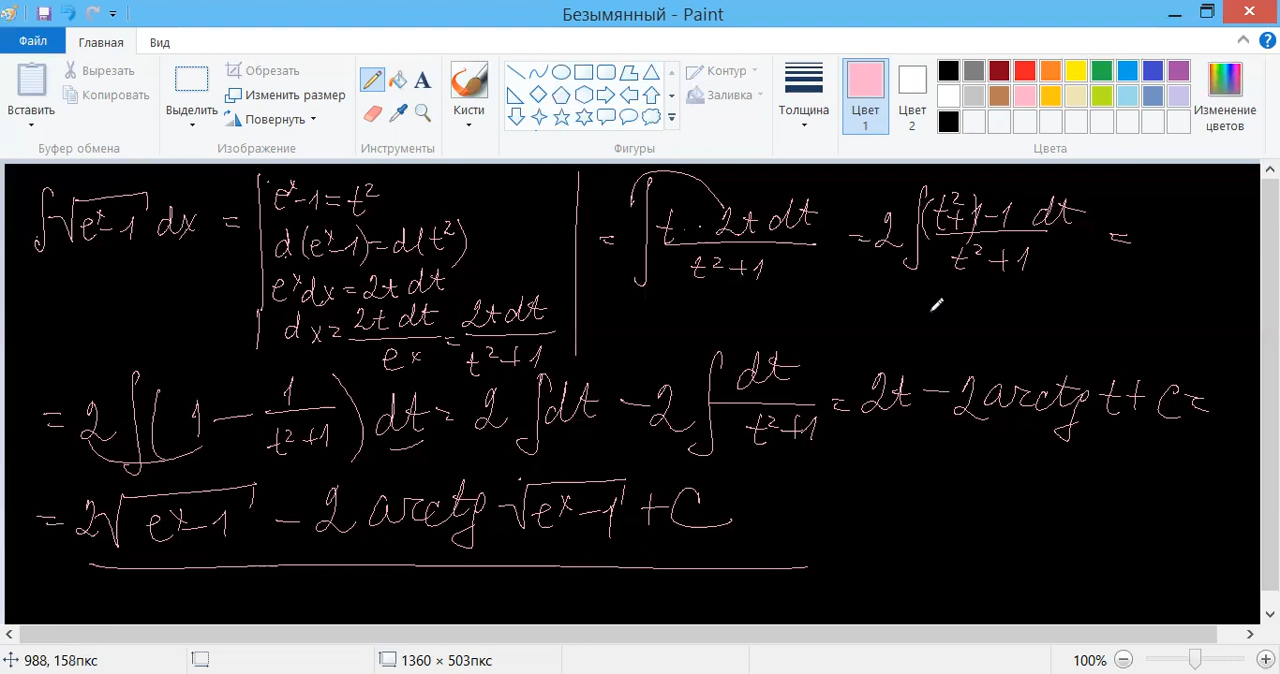 Безымянный - Paint
Файл Главная Вид
Вставить
Вырезать
Копировать
Буфер обмена
Выделить
Обрезать
Изменить размер
Повернуть
Изображение
A
Инструменты
Кисти
Контур
Заливка
Фигуры
Толщина
Цвет 1
Цвет 2
Изменение цветов
Цвета
∫√(eˣ-1) dx = | eˣ-1 = t²
d(eˣ-1) = d(t²)
eˣdx = 2t dt
dx = 2t dt / eˣ = 2t dt / t²+1 |
= ∫ t·2t dt / t²+1 = 2∫ (t²+1)-1 dt / t²+1 =
= 2∫(1 - 1/t²+1) dt = 2∫dt - 2∫ dt / t²+1 = 2t - 2arctg t + C =
= 2√(eˣ-1) - 2 arctg √(eˣ-1) + C
988, 158пкс 1360 × 503пкс 100%